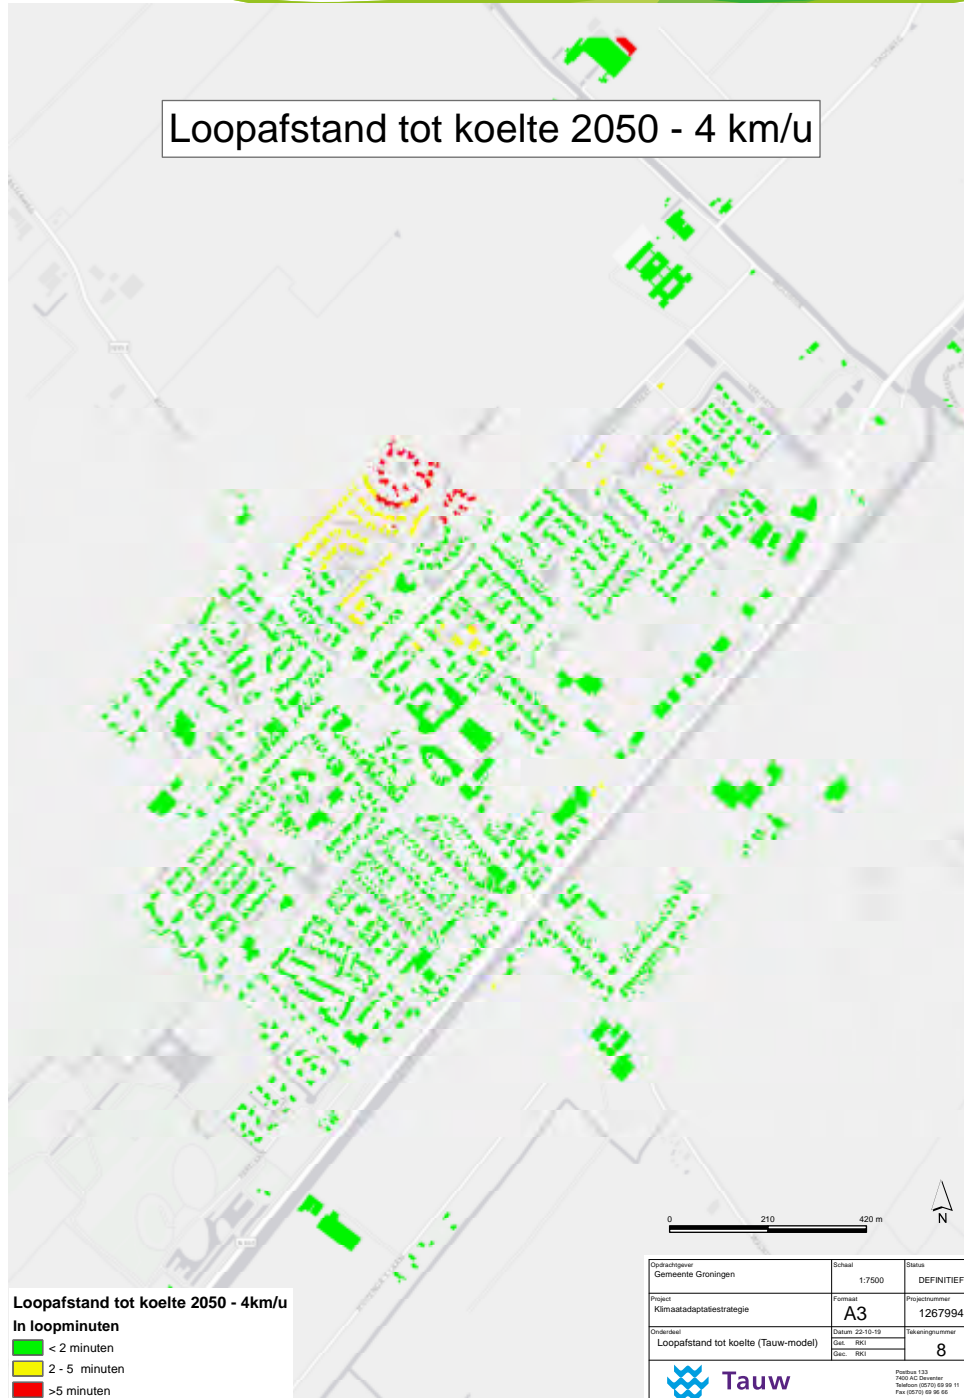 Loopafstand tot koelte 2050 - 4 km/u
0 210 420 m
N
Opdrachtgever
Gemeente Groningen
Schaal
1:7500
Status
DEFINITIEF
Project
Klimaatadaptatiestrategie
Formaat
A3
Projectnummer
1267994
Onderdeel
Loopafstand tot koelte (Tauw-model)
Datum 22-10-19
Get. RKI
Gec. RKI
Tekeningnummer
8
Tauw
Postbus 133
7400 AC Deventer
Telefoon (0570) 69 99 11
Fax (0570) 69 96 66
Loopafstand tot koelte 2050 - 4km/u
In loopminuten
< 2 minuten
2 - 5 minuten
>5 minuten